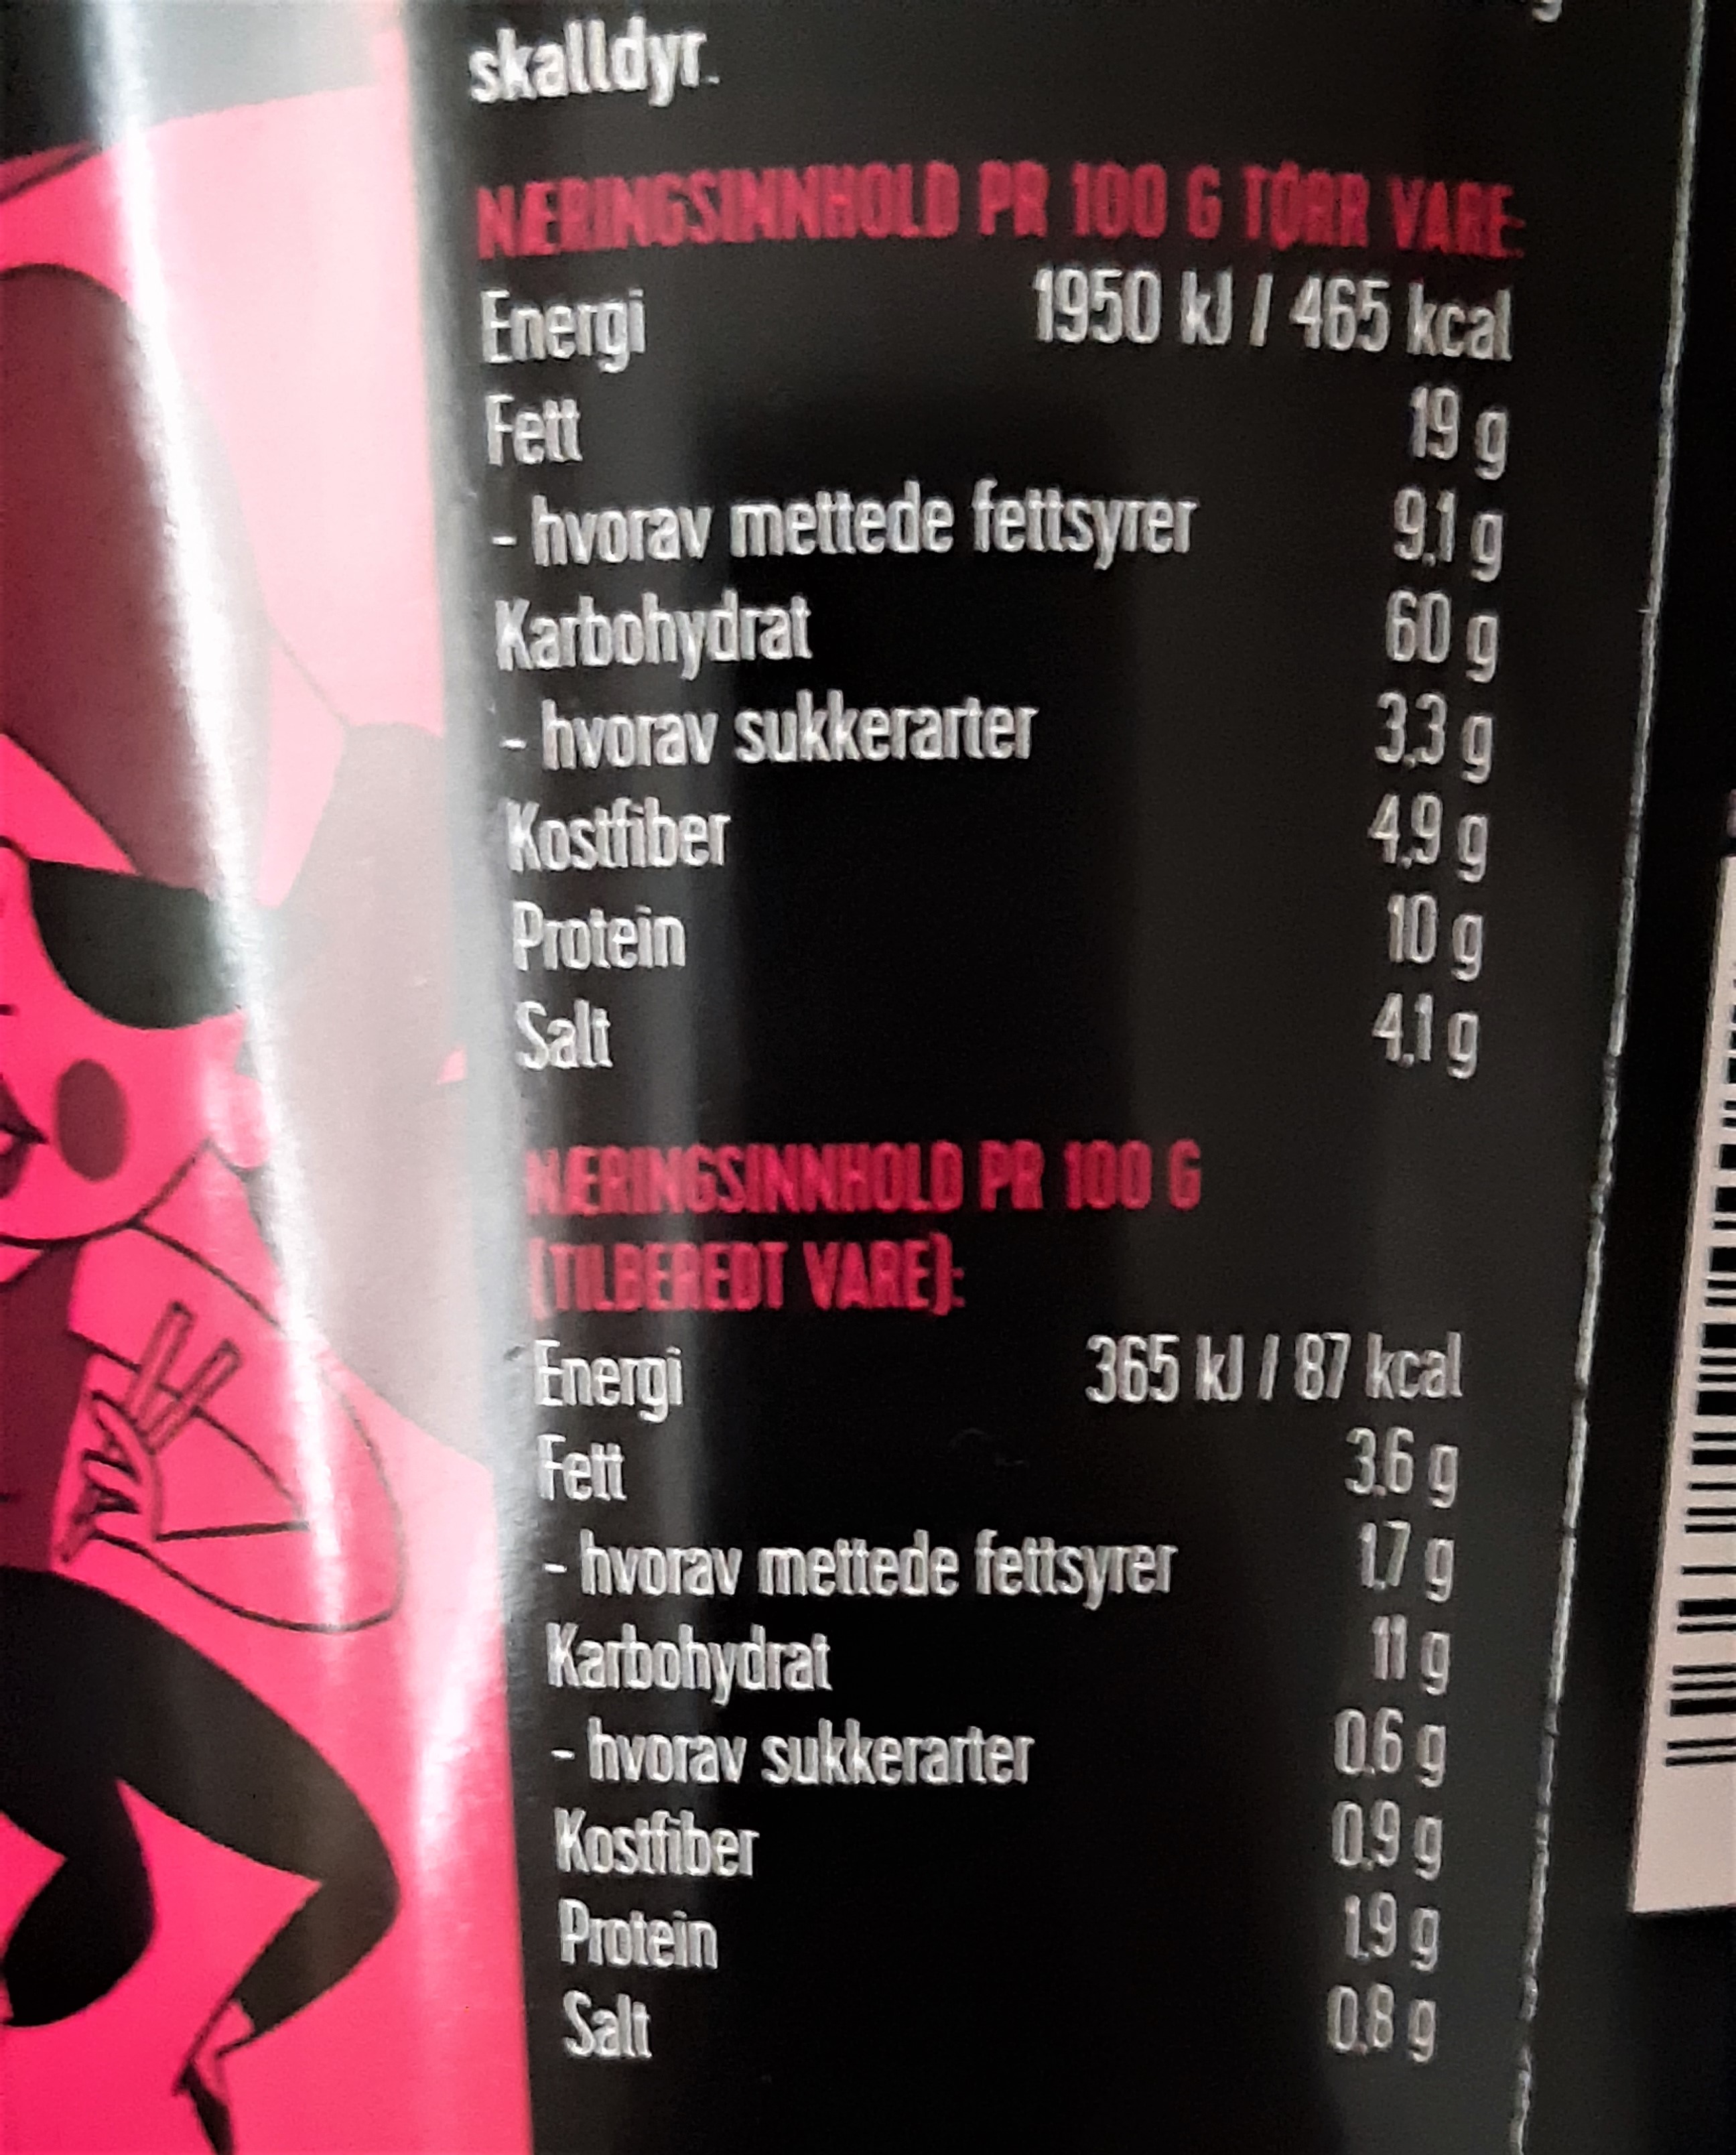 skalldyr.
NÆRINGSINNHOLD PR 100 G TØRR VARE:
Energi 1950 kJ / 465 kcal
Fett 19 g
- hvorav mettede fettsyrer 9,1 g
Karbohydrat 60 g
- hvorav sukkerarter 3,3 g
Kostfiber 4,9 g
Protein 10 g
Salt 4,1 g
NÆRINGSINNHOLD PR 100 G
(TILBEREDT VARE):
Energi 365 kJ / 87 kcal
Fett 3,6 g
- hvorav mettede fettsyrer 1,7 g
Karbohydrat 11 g
- hvorav sukkerarter 0,6 g
Kostfiber 0,9 g
Protein 1,9 g
Salt 0,8 g